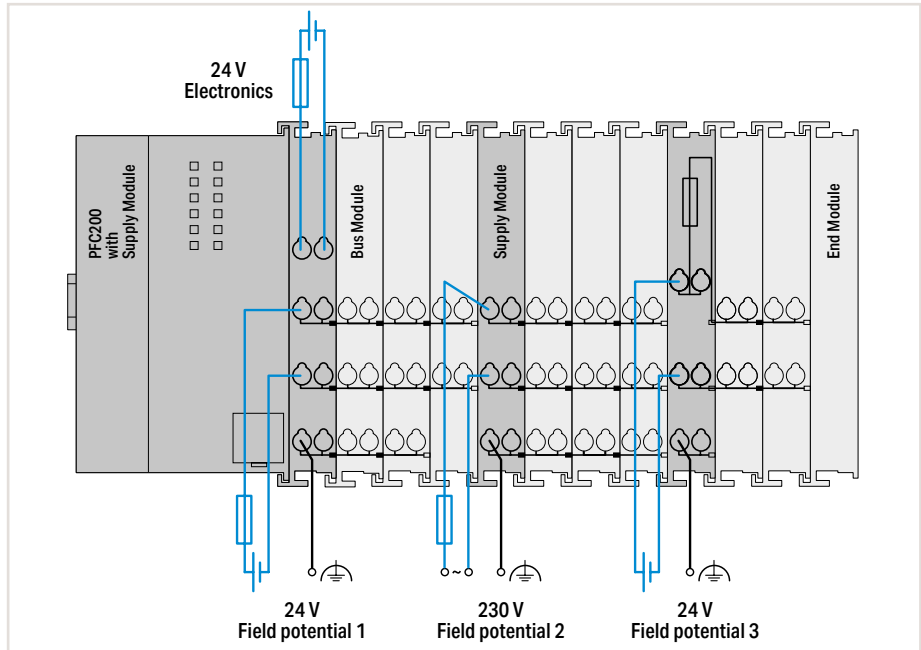 24 V
Electronics
PFC200
with
Supply Module
Bus Module
Supply Module
End Module
~
24 V
Field potential 1
230 V
Field potential 2
24 V
Field potential 3